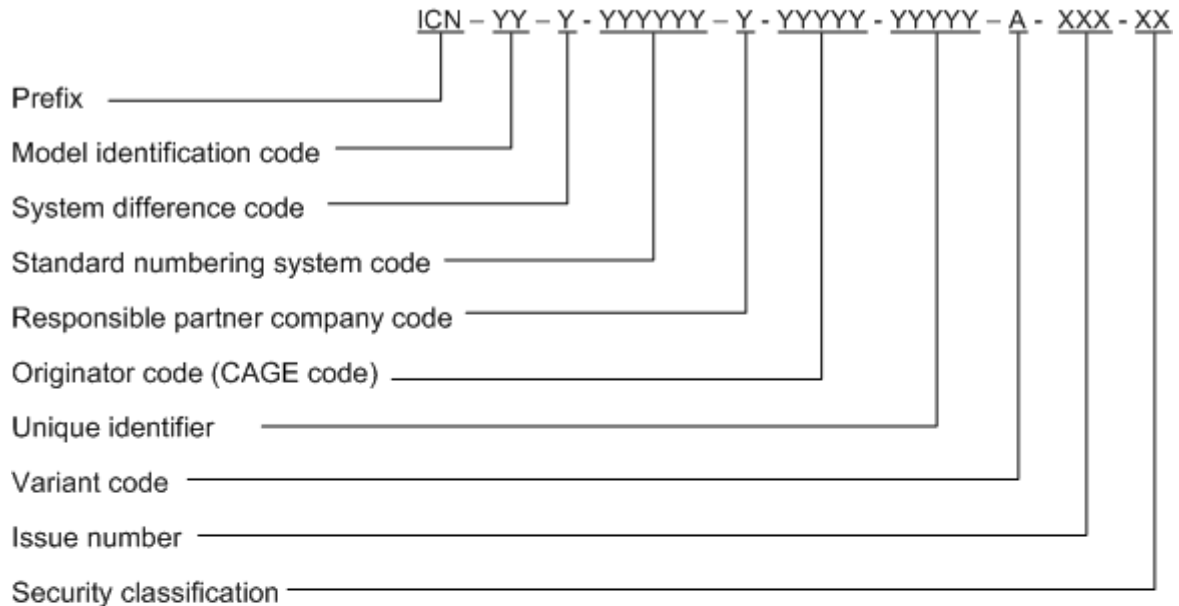 ICN – YY – Y - YYYYYY – Y - YYYYY - YYYYY – A - XXX - XX
Prefix
Model identification code
System difference code
Standard numbering system code
Responsible partner company code
Originator code (CAGE code)
Unique identifier
Variant code
Issue number
Security classification